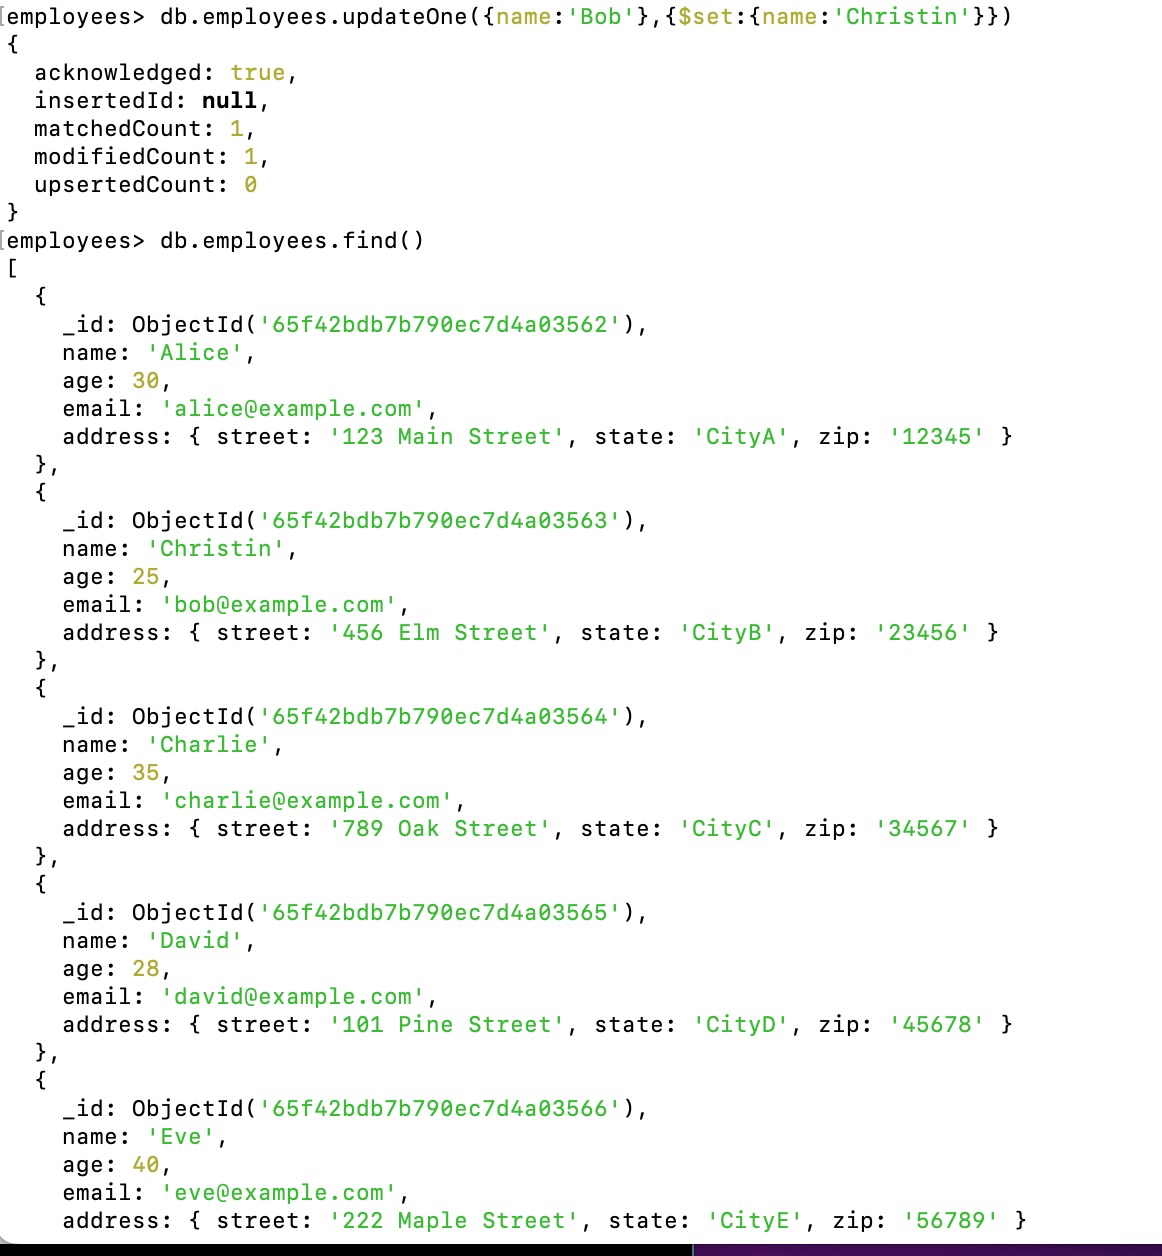 [employees> db.employees.updateOne({name:'Bob'},{$set:{name:'Christin'}})
{
  acknowledged: true,
  insertedId: null,
  matchedCount: 1,
  modifiedCount: 1,
  upsertedCount: 0
}
[employees> db.employees.find()
[
  {
    _id: ObjectId('65f42bdb7b790ec7d4a03562'),
    name: 'Alice',
    age: 30,
    email: 'alice@example.com',
    address: { street: '123 Main Street', state: 'CityA', zip: '12345' }
  },
  {
    _id: ObjectId('65f42bdb7b790ec7d4a03563'),
    name: 'Christin',
    age: 25,
    email: 'bob@example.com',
    address: { street: '456 Elm Street', state: 'CityB', zip: '23456' }
  },
  {
    _id: ObjectId('65f42bdb7b790ec7d4a03564'),
    name: 'Charlie',
    age: 35,
    email: 'charlie@example.com',
    address: { street: '789 Oak Street', state: 'CityC', zip: '34567' }
  },
  {
    _id: ObjectId('65f42bdb7b790ec7d4a03565'),
    name: 'David',
    age: 28,
    email: 'david@example.com',
    address: { street: '101 Pine Street', state: 'CityD', zip: '45678' }
  },
  {
    _id: ObjectId('65f42bdb7b790ec7d4a03566'),
    name: 'Eve',
    age: 40,
    email: 'eve@example.com',
    address: { street: '222 Maple Street', state: 'CityE', zip: '56789' }